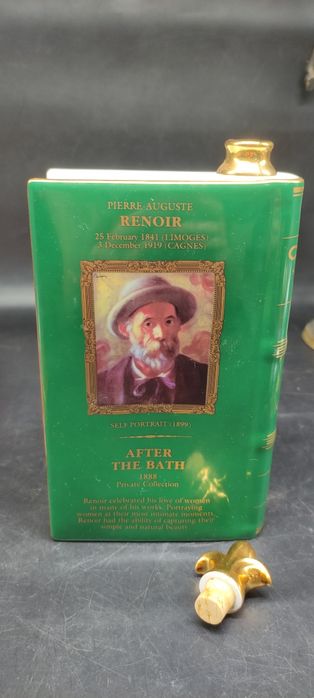 PIERRE AUGUSTE
RENOIR
25 February 1841 (LIMOGES)
3 December 1919 (CAGNES)
SELF PORTRAIT (1899)
AFTER
THE BATH
1888
Private Collection
Renoir celebrated his love of women
in many of his works. Portraying
women at their most intimate moments,
Renoir had the ability of capturing their
simple and natural beauty